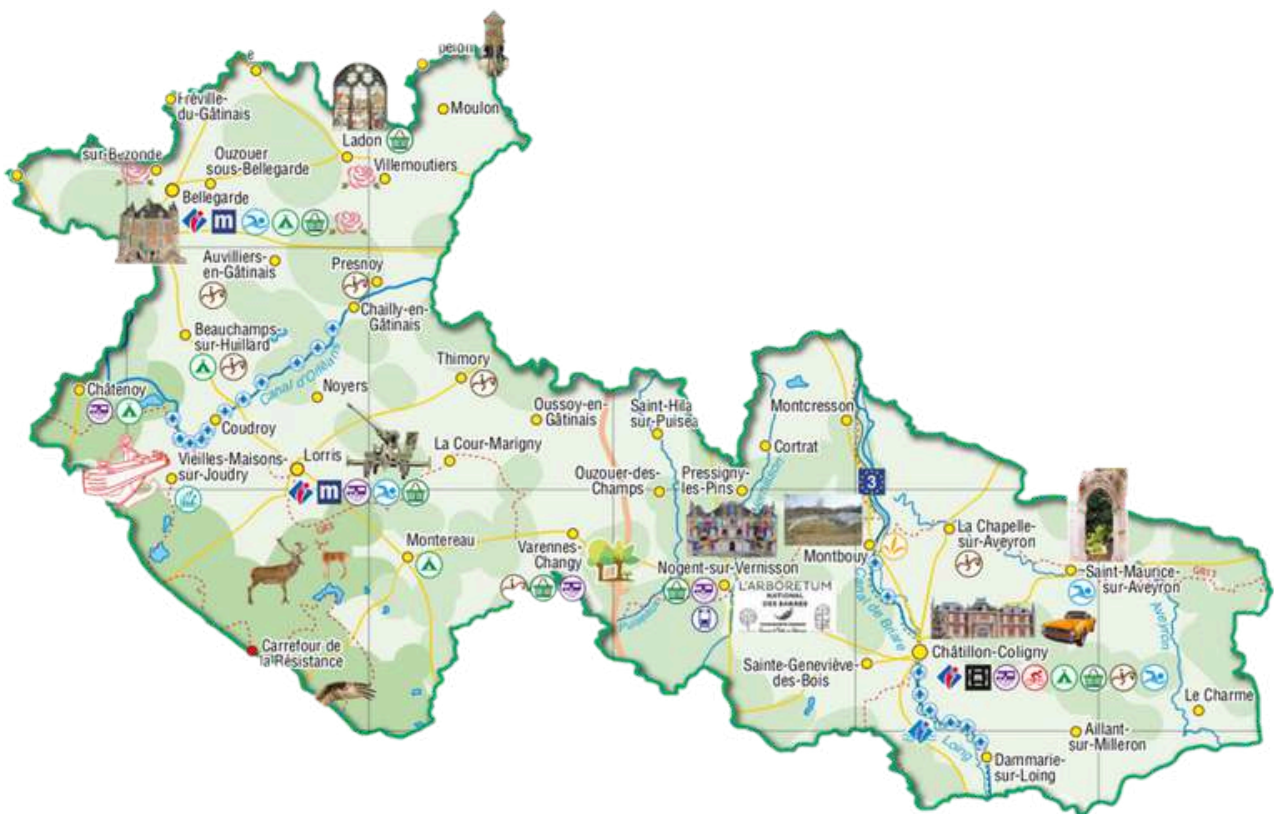 Fréville-
du-Gâtinais
Moulon
Ladon
sur-Bezonde
Ouzouer
sous-Bellegarde
Villemoutiers
Bellegarde
m
Auvilliers-
en-Gâtinais
Presnoy
Chailly-en-
Gâtinais
Beauchamps-
sur-Huillard
Canal d'Orléans
Thimory
Châtenoy
Noyers
Oussoy-en-
Gâtinais
Saint-Hila
sur-Puisea
Montcresson
Coudroy
Cortrat
La Cour-Marigny
Vieilles-Maisons-
sur-Joudry
Lorris
m
Ouzouer-des-
Champs
Pressigny-
les-Pins
3
La Chapelle-
sur-Aveyron
Montereau
Varennes-
Changy
Montbouy
Nogent-sur-Vernisson
Saint-Maurice-
sur-Aveyron
L'ARBORETUM
NATIONAL
DES BARRES
Canal de Briare
Aveyron
Carrefour de
la Résistance
Châtillon-Coligny
Sainte-Geneviève-
des-Bois
Le Charme
Loing
Aillant-
sur-Milleron
Dammarie-
sur-Loing